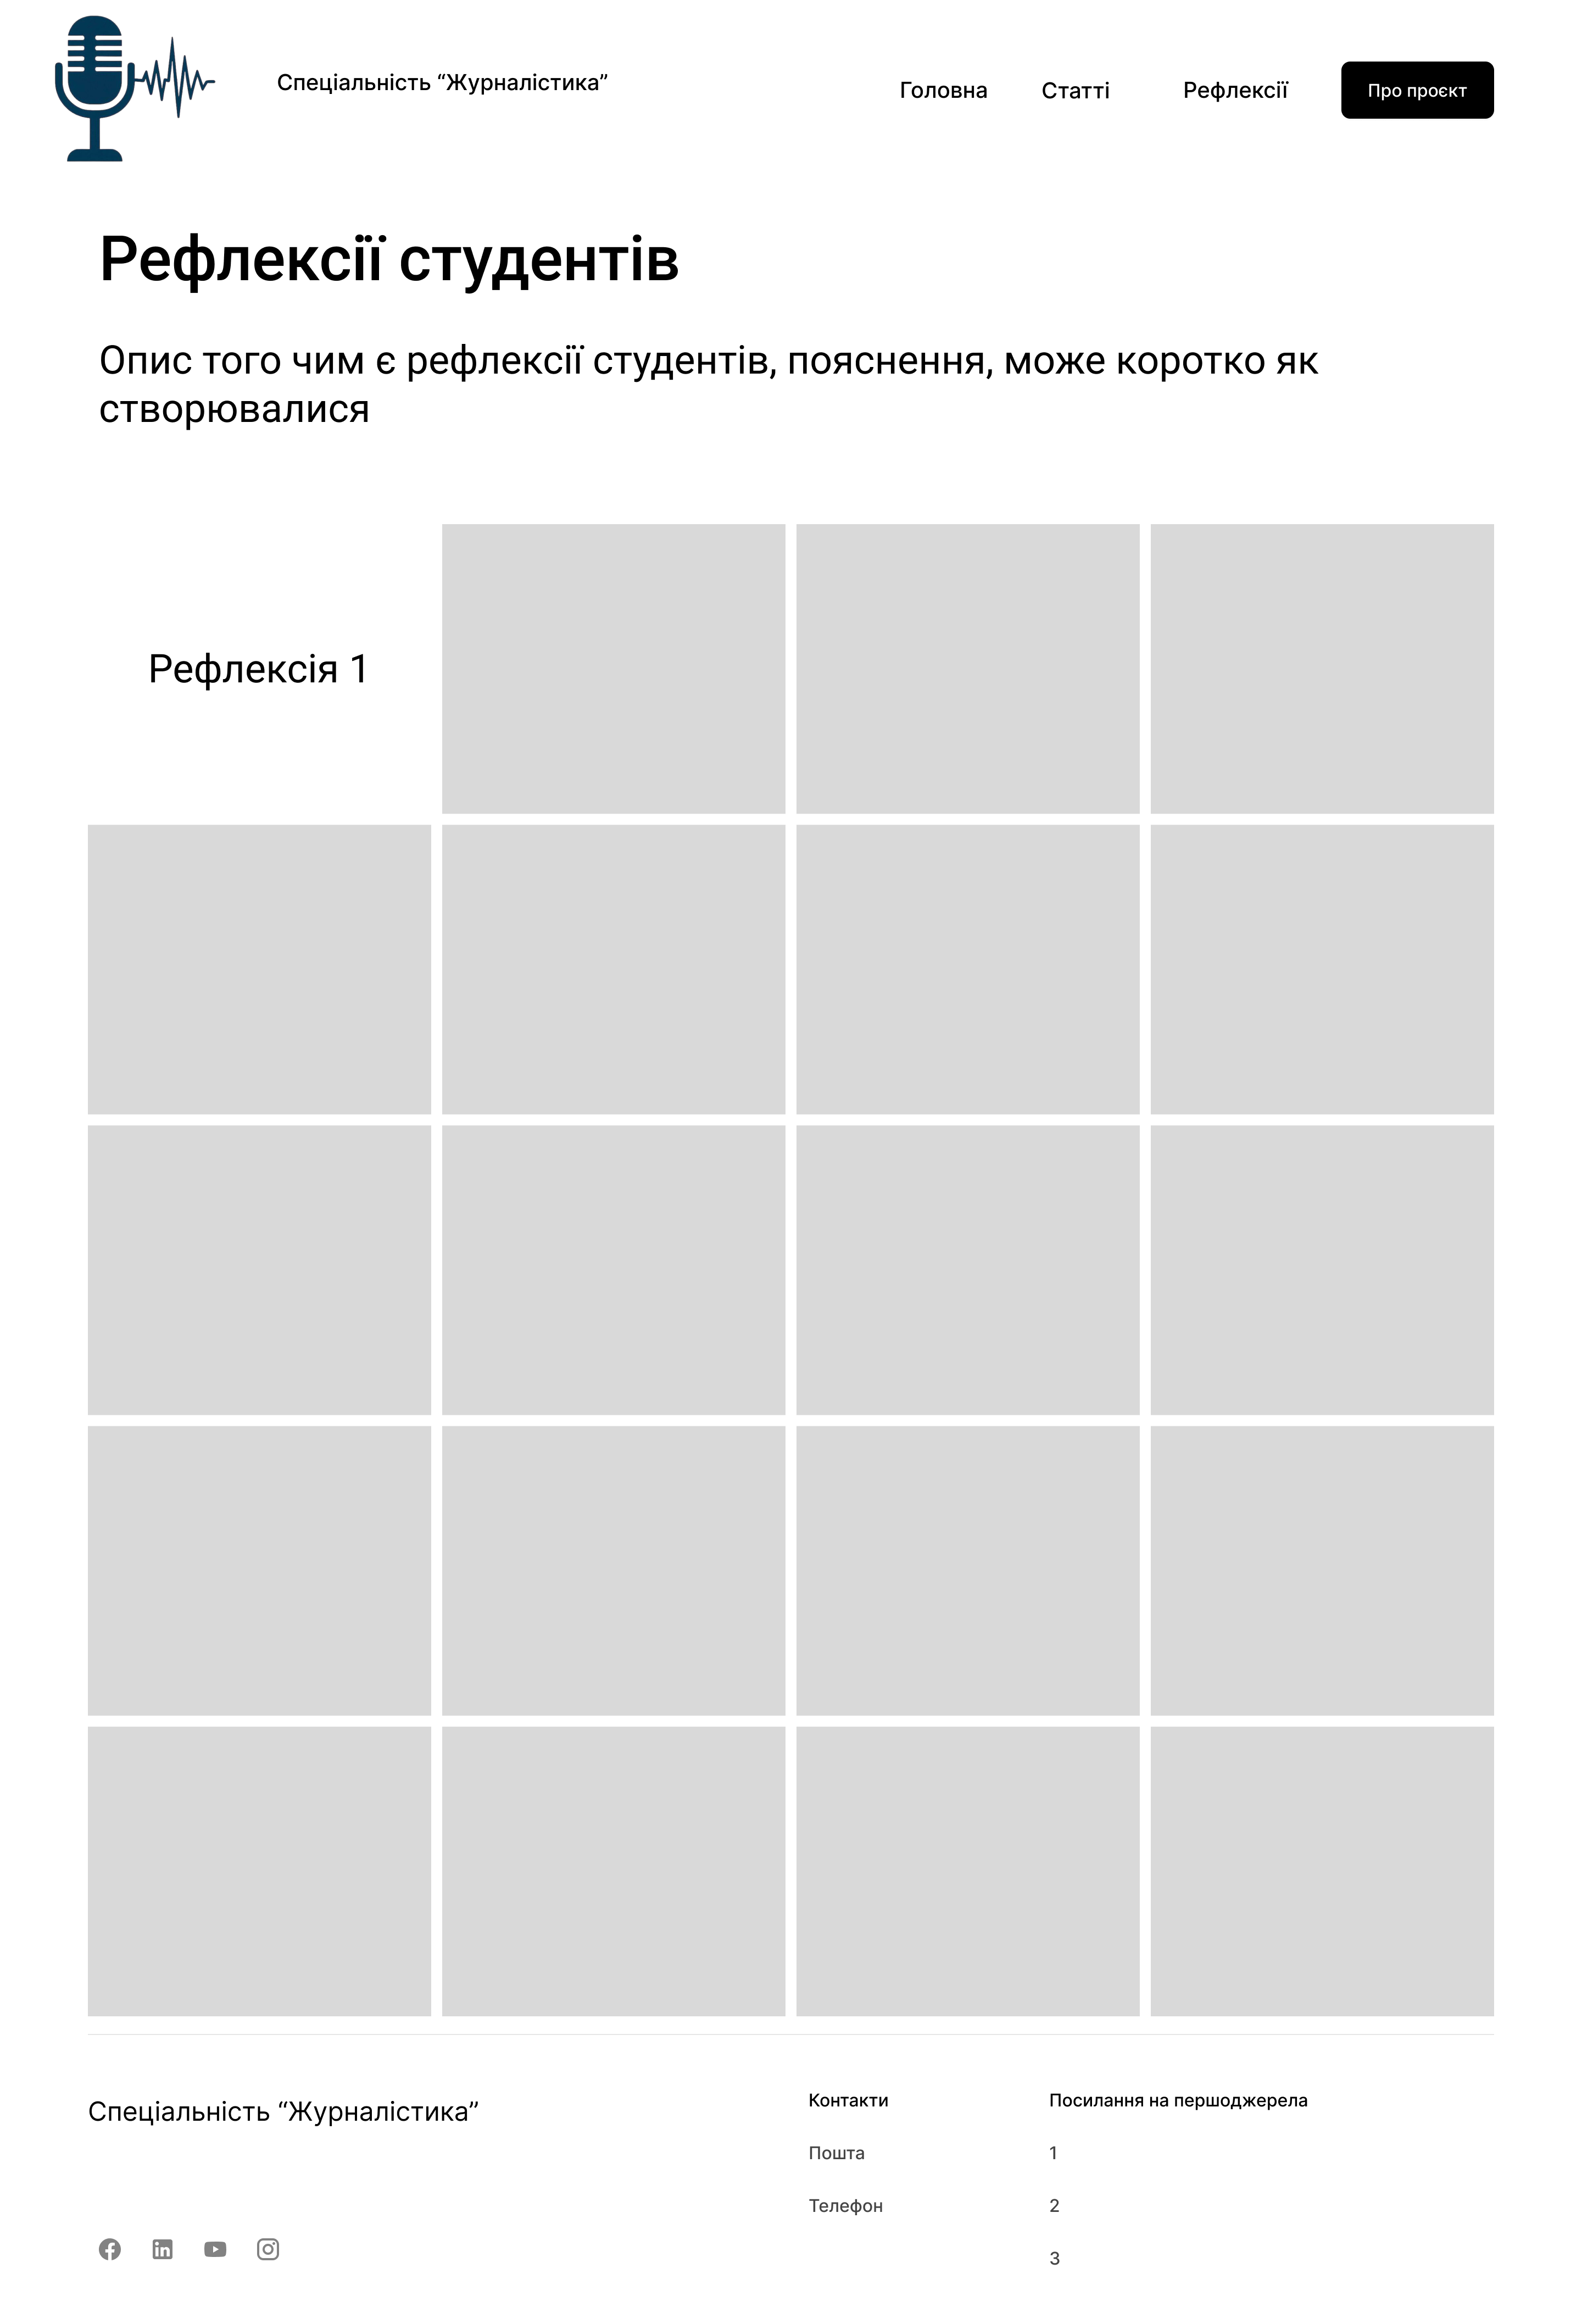 Спеціальність “Журналістика”
Головна
Статті
Рефлексії
Про проєкт
Рефлексії студентів
Опис того чим є рефлексії студентів, пояснення, може коротко як
створювалися
Рефлексія 1
Спеціальність “Журналістика”
Контакти
Пошта
Телефон
Посилання на першоджерела
1
2
3